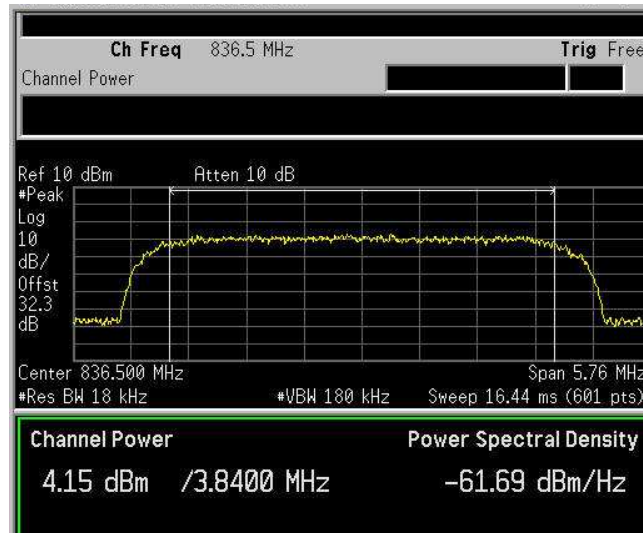 Ch Freq 836.5 MHz Trig Free
Channel Power
Ref 10 dBm Atten 10 dB
#Peak
Log
10
dB/
Offst
32.3
dB
Center 836.500 MHz Span 5.76 MHz
#Res BW 18 kHz #VBW 180 kHz Sweep 16.44 ms (601 pts)
Channel Power Power Spectral Density
4.15 dBm /3.8400 MHz -61.69 dBm/Hz